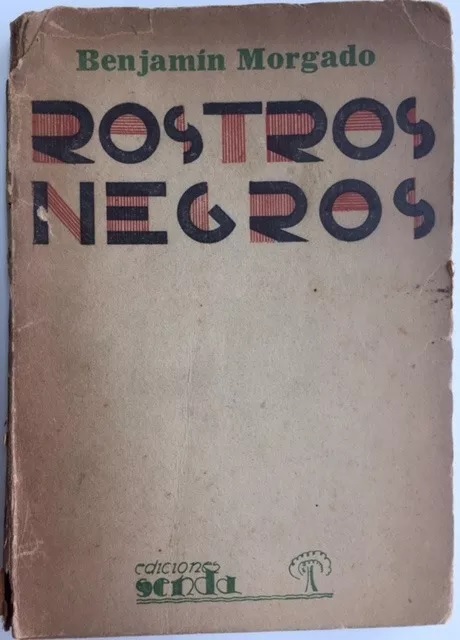 Benjamín Morgado
ROSTROS
NEGROS
ediciones
senda